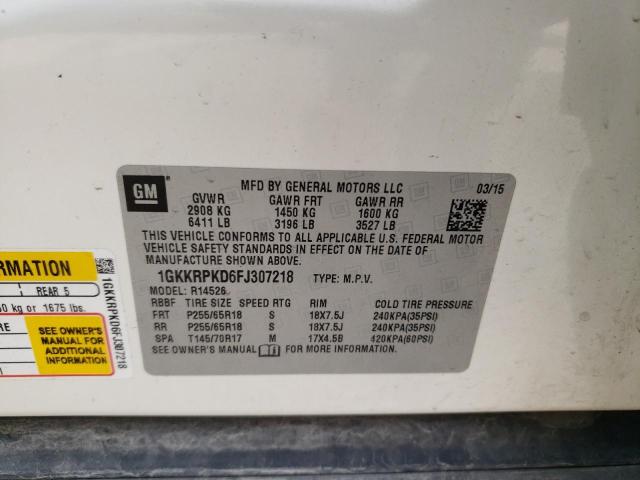 GM
MFD BY GENERAL MOTORS LLC 03/15
GVWR GAWR FRT GAWR RR
2908 KG 1450 KG 1600 KG
6411 LB 3196 LB 3527 LB
THIS VEHICLE CONFORMS TO ALL APPLICABLE U.S. FEDERAL MOTOR
VEHICLE SAFETY STANDARDS IN EFFECT ON THE DATE OF
MANUFACTURE SHOWN ABOVE.
1GKKRPKD6FJ307218 TYPE: M.P.V.
MODEL: R14526
RBBF TIRE SIZE SPEED RTG RIM COLD TIRE PRESSURE
FRT P255/65R18 S 18X7.5J 240KPA(35PSI)
RR P255/65R18 S 18X7.5J 240KPA(35PSI)
SPA T145/70R17 M 17X4.5B 420KPA(60PSI)
SEE OWNER'S MANUAL FOR MORE INFORMATION.
REAR 5
kg or 1675 lbs.
SEE OWNER'S
MANUAL FOR
ADDITIONAL
INFORMATION
1GKKRPKD6FJ307218